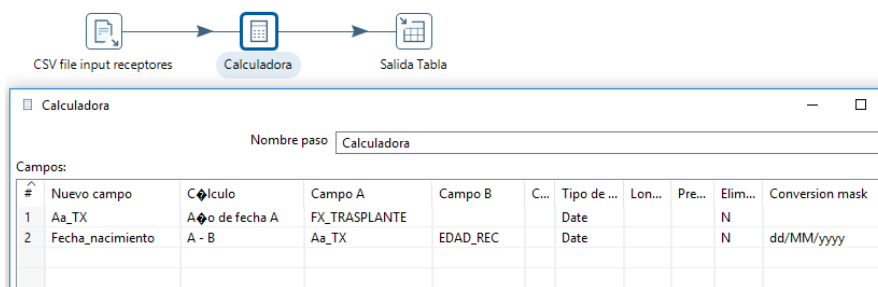 CSV file input receptores Calculadora Salida Tabla
Calculadora
Nombre paso Calculadora
Campos:
# Nuevo campo C�lculo Campo A Campo B C... Tipo de ... Lon... Pre... Elim... Conversion mask
1 Aa_TX A�o de fecha A FX_TRASPLANTE Date N
2 Fecha_nacimiento A - B Aa_TX EDAD_REC Date N dd/MM/yyyy